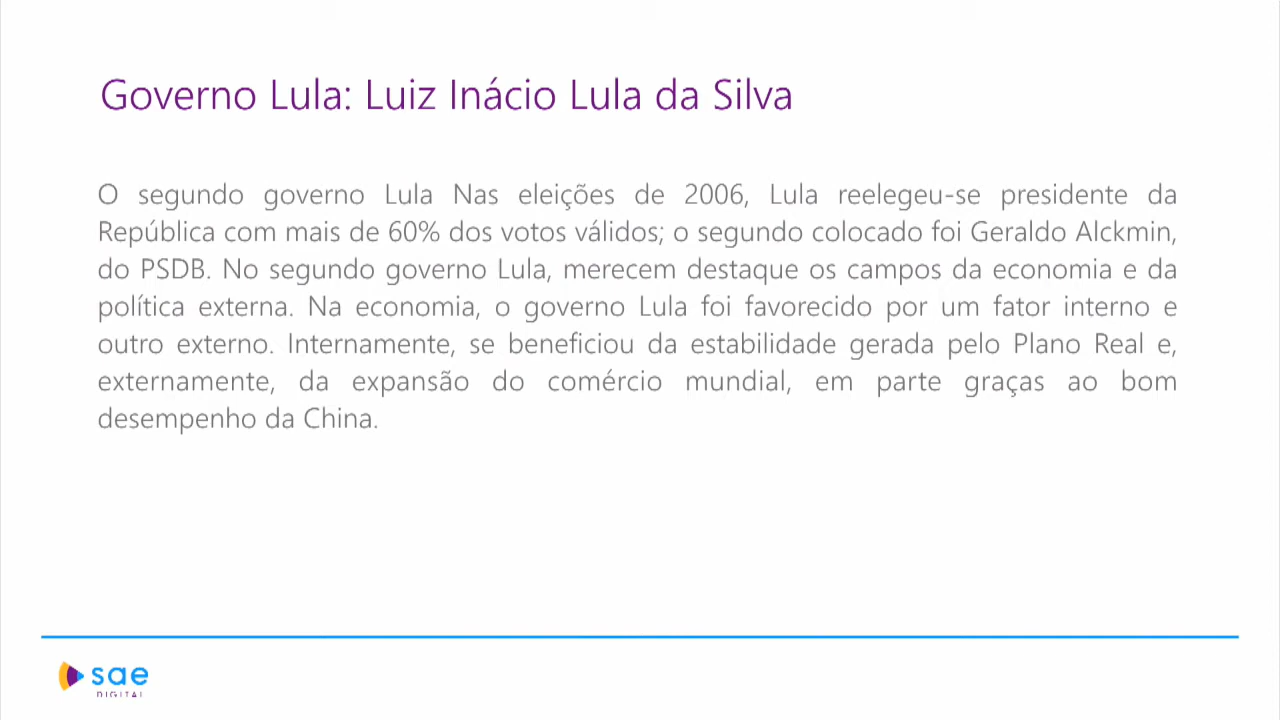 Governo Lula: Luiz Inácio Lula da Silva
O segundo governo Lula Nas eleições de 2006, Lula reelegeu-se presidente da
República com mais de 60% dos votos válidos; o segundo colocado foi Geraldo Alckmin,
do PSDB. No segundo governo Lula, merecem destaque os campos da economia e da
política externa. Na economia, o governo Lula foi favorecido por um fator interno e
outro externo. Internamente, se beneficiou da estabilidade gerada pelo Plano Real e,
externamente, da expansão do comércio mundial, em parte graças ao bom
desempenho da China.
sae
DIGITAL